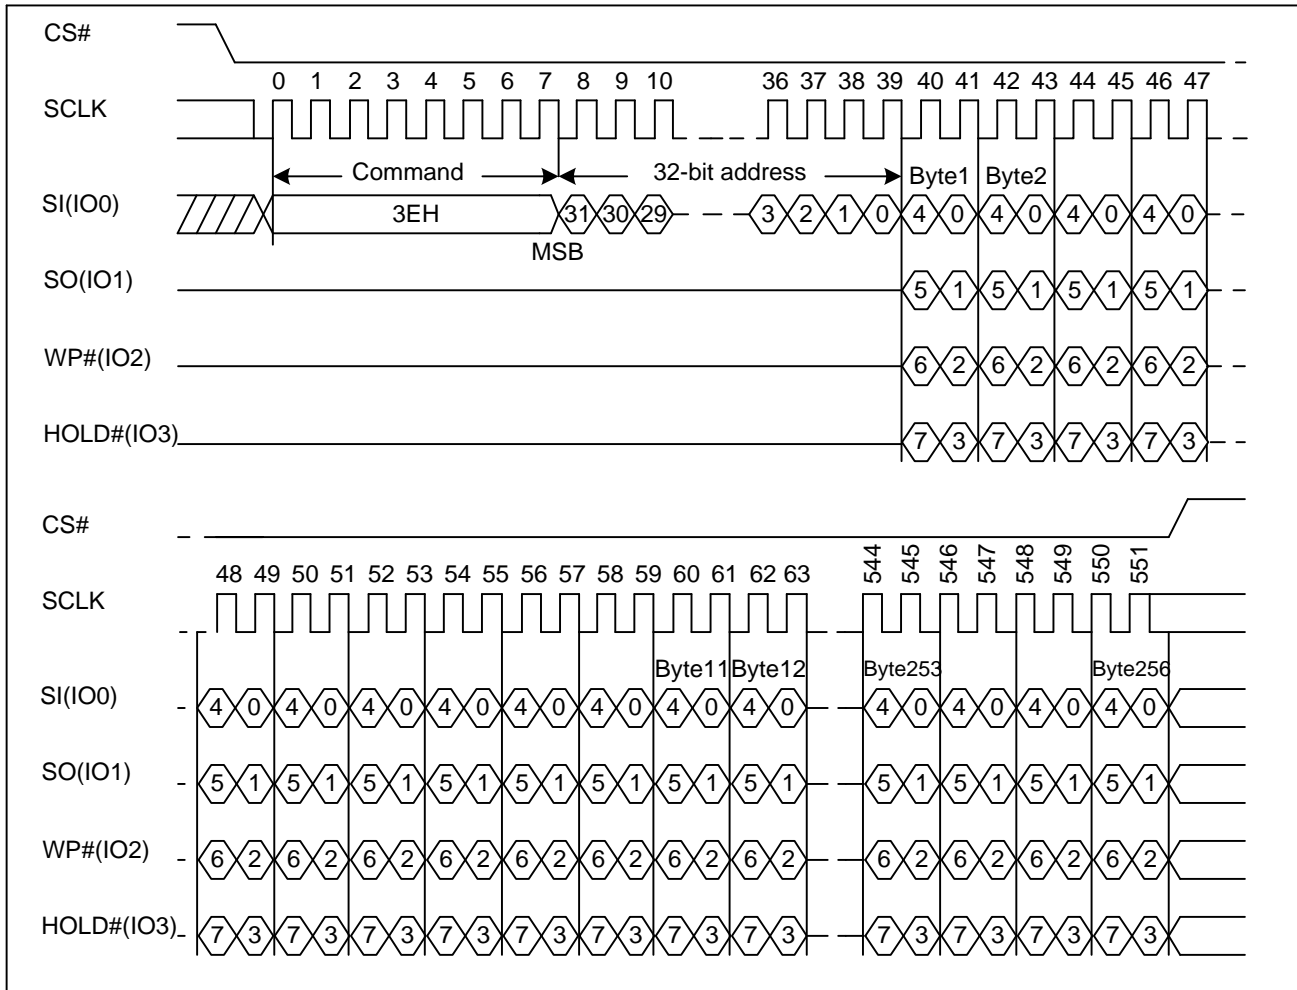 CS#
0 1 2 3 4 5 6 7 8 9 10 36 37 38 39 40 41 42 43 44 45 46 47
SCLK
Command 32-bit address Byte1 Byte2
SI(IO0) 3EH 31 30 29 3 2 1 0 4 0 4 0 4 0 4 0
MSB
SO(IO1) 5 1 5 1 5 1 5 1
WP#(IO2) 6 2 6 2 6 2 6 2
HOLD#(IO3) 7 3 7 3 7 3 7 3
CS#
48 49 50 51 52 53 54 55 56 57 58 59 60 61 62 63 544 545 546 547 548 549 550 551
SCLK
Byte11 Byte12 Byte253 Byte256
SI(IO0) 4 0 4 0 4 0 4 0 4 0 4 0 4 0 4 0 4 0 4 0 4 0 4 0
SO(IO1) 5 1 5 1 5 1 5 1 5 1 5 1 5 1 5 1 5 1 5 1 5 1 5 1
WP#(IO2) 6 2 6 2 6 2 6 2 6 2 6 2 6 2 6 2 6 2 6 2 6 2 6 2
HOLD#(IO3) 7 3 7 3 7 3 7 3 7 3 7 3 7 3 7 3 7 3 7 3 7 3 7 3